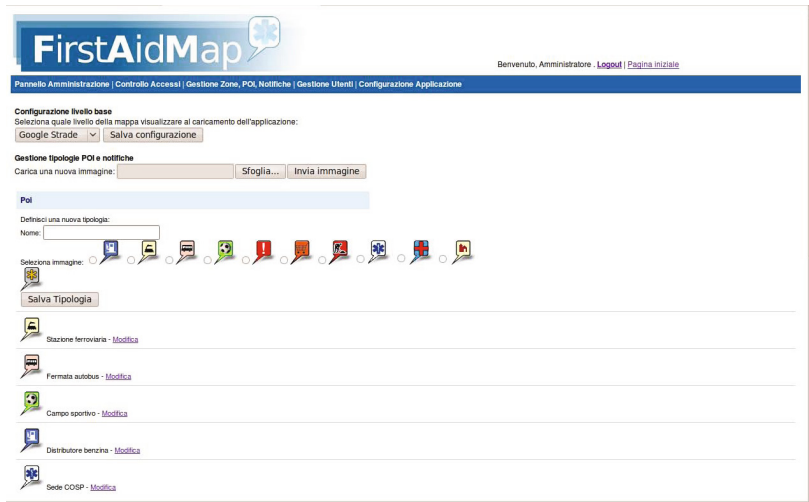 FirstAidMap
Benvenuto, Amministratore . Logout | Pagina iniziale
Pannello Amministrazione | Controllo Accessi | Gestione Zone, POI, Notifiche | Gestione Utenti | Configurazione Applicazione
Configurazione livello base
Seleziona quale livello della mappa visualizzare al caricamento dell'applicazione:
Google Strade Salva configurazione
Gestione tipologie POI e notifiche
Carica una nuova immagine: Sfoglia... Invia immagine
Poi
Definisci una nuova tipologia:
Nome:
Seleziona immagine:
Salva Tipologia
Stazione ferroviaria - Modifica
Fermata autobus - Modifica
Campo sportivo - Modifica
Distributore benzina - Modifica
Sede COSP - Modifica